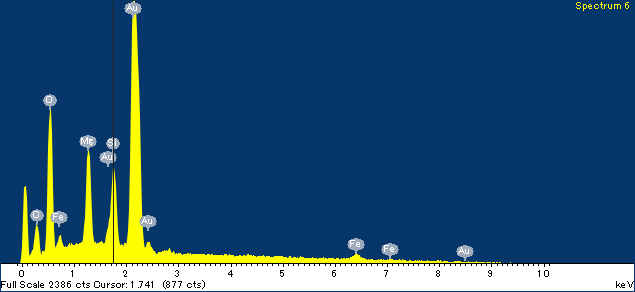 Spectrum 6
Au
O
Mg
Si
Au
Fe
Au
Fe
Fe
Au
0 1 2 3 4 5 6 7 8 9 10
Full Scale 2386 cts Cursor: 1.741 (877 cts) keV